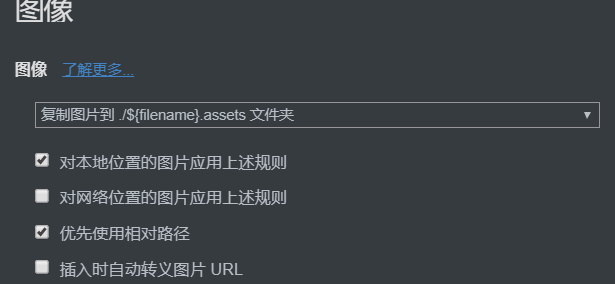 图像
图像 了解更多...
复制图片到 ./${filename}.assets 文件夹
对本地位置的图片应用上述规则
对网络位置的图片应用上述规则
优先使用相对路径
插入时自动转义图片 URL